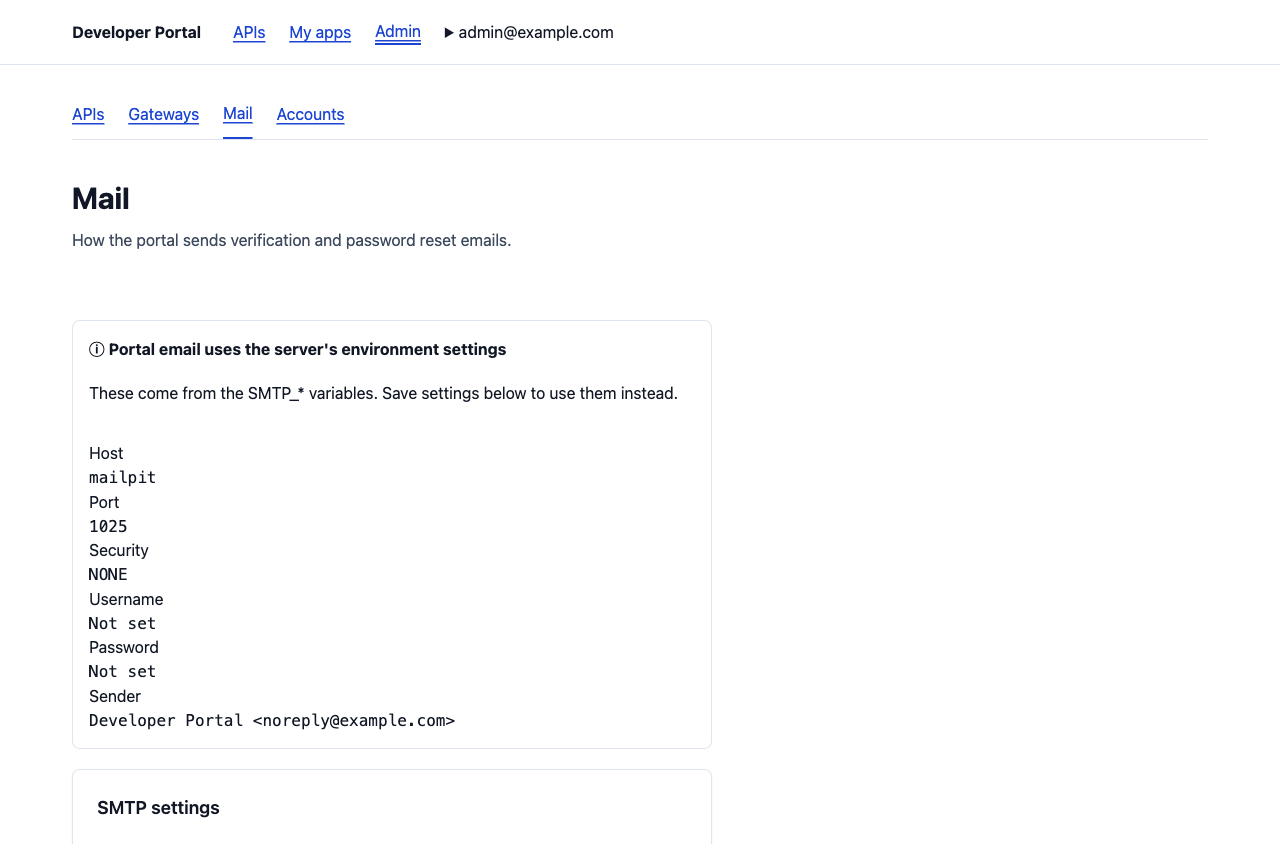 Developer Portal APIs My apps Admin ▶ admin@example.com
APIs Gateways Mail Accounts
Mail
How the portal sends verification and password reset emails.
ⓘ Portal email uses the server's environment settings
These come from the SMTP_* variables. Save settings below to use them instead.
Host
mailpit
Port
1025
Security
NONE
Username
Not set
Password
Not set
Sender
Developer Portal <noreply@example.com>
SMTP settings